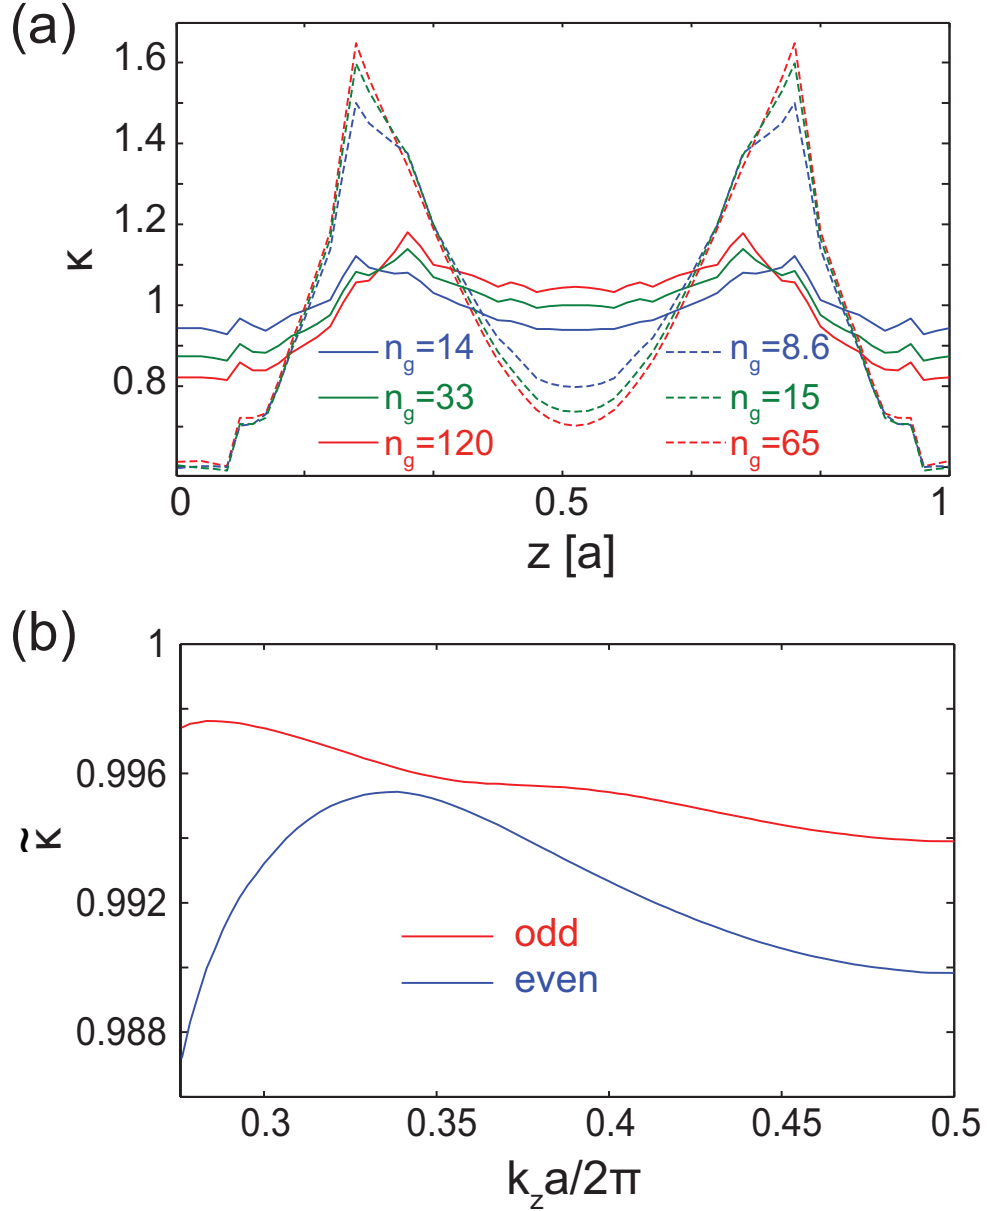 (a)
1.6
1.4
1.2
κ
1
0.8
n_g=14
n_g=8.6
n_g=33
n_g=15
n_g=120
n_g=65
0 0.5 1
z [a]
(b)
1
0.996
κ̃
0.992
odd
even
0.988
0.3 0.35 0.4 0.45 0.5
k_z a/2π